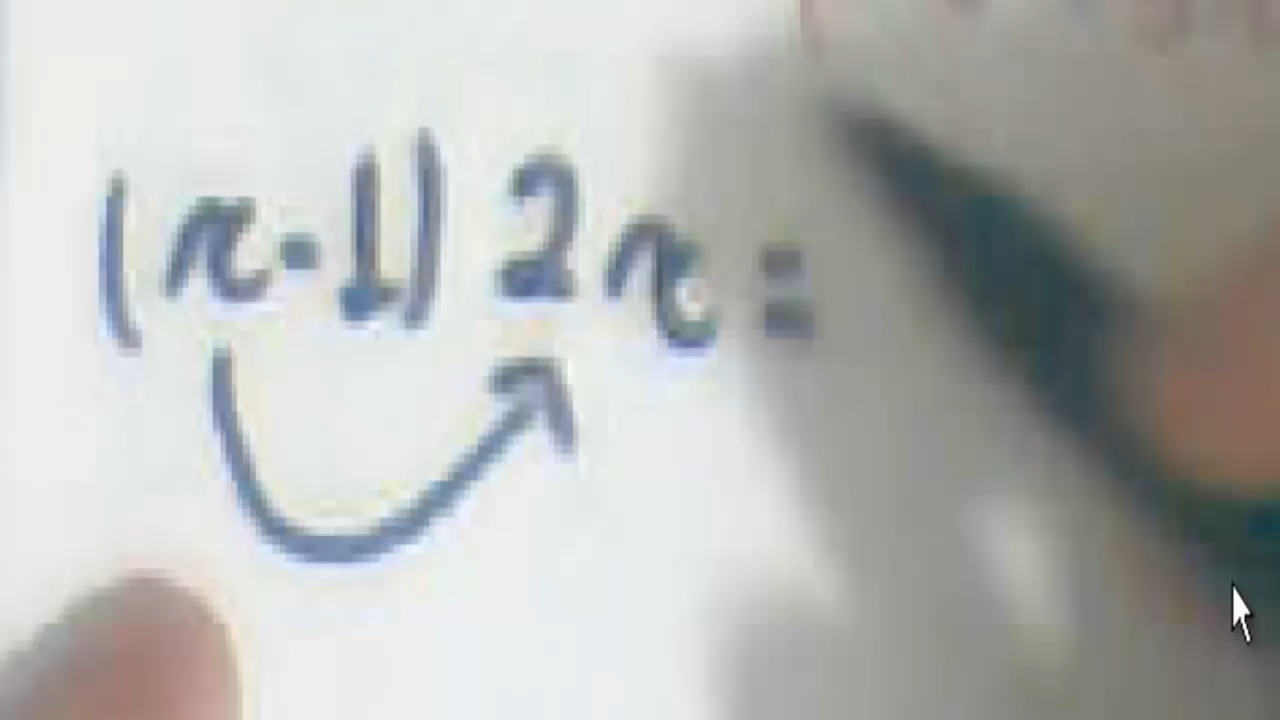 (x-1) 2x =